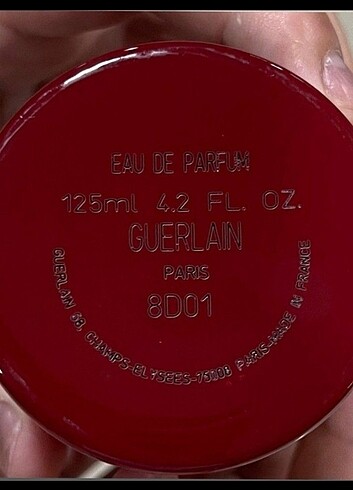 EAU DE PARFUM
125ml 4.2 FL. OZ.
GUERLAIN
PARIS
8D01
GUERLAIN 68, CHAMPS-ELYSEES-75008 PARIS-MADE IN FRANCE